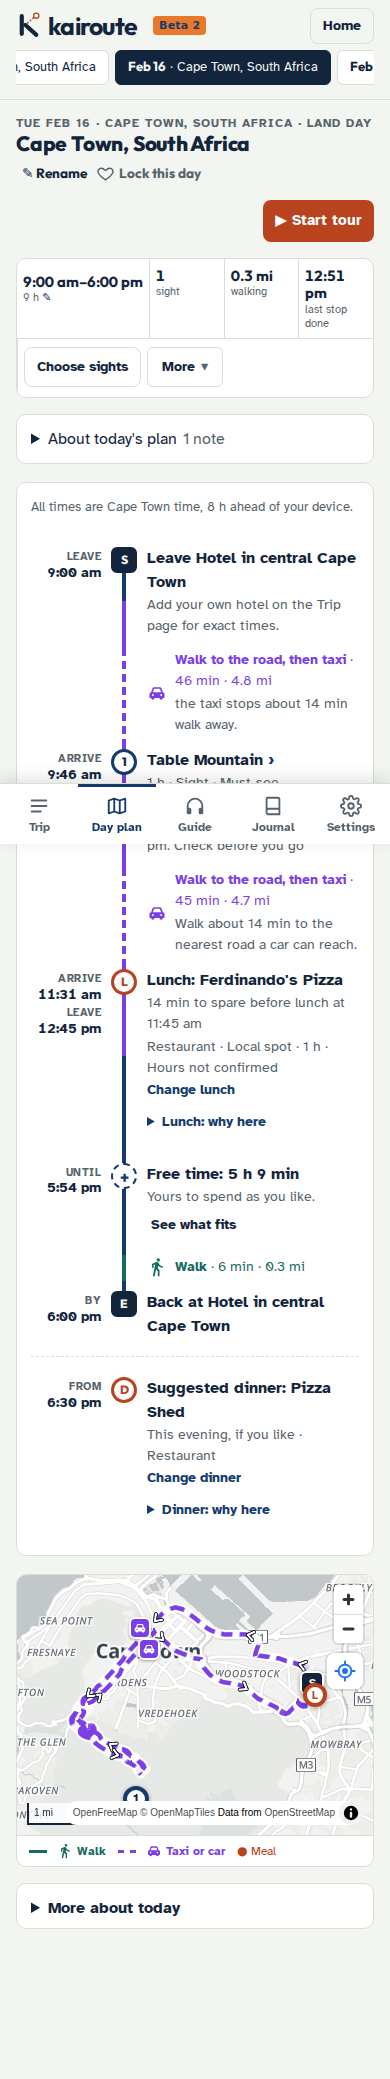 kairoute Beta 2 Home
, South Africa Feb 16 · Cape Town, South Africa Feb
TUE FEB 16 · CAPE TOWN, SOUTH AFRICA · LAND DAY
Cape Town, South Africa
✎ Rename Lock this day
▶ Start tour
9:00 am–6:00 pm
9 h ✎
1
sight
0.3 mi
walking
12:51
pm
last stop
done
Choose sights More ▼
▶ About today's plan 1 note
All times are Cape Town time, 8 h ahead of your device.
LEAVE
9:00 am
S
Leave Hotel in central Cape
Town
Add your own hotel on the Trip
page for exact times.
Walk to the road, then taxi ·
46 min · 4.8 mi
the taxi stops about 14 min
walk away.
ARRIVE
9:46 am
1
Table Mountain ›
1 h · Sight · Must see
Trip Day plan Guide Journal Settings
pm. Check before you go
Walk to the road, then taxi ·
45 min · 4.7 mi
Walk about 14 min to the
nearest road a car can reach.
ARRIVE
11:31 am
LEAVE
12:45 pm
L
Lunch: Ferdinando's Pizza
14 min to spare before lunch at
11:45 am
Restaurant · Local spot · 1 h ·
Hours not confirmed
Change lunch
▶ Lunch: why here
UNTIL
5:54 pm
+
Free time: 5 h 9 min
Yours to spend as you like.
See what fits
Walk · 6 min · 0.3 mi
BY
6:00 pm
E
Back at Hotel in central
Cape Town
FROM
6:30 pm
D
Suggested dinner: Pizza
Shed
This evening, if you like ·
Restaurant
Change dinner
▶ Dinner: why here
SEA POINT
FRESNAYE
WOODSTOCK
VREDEHOEK
THE GLEN
MOWBRAY
M5
M3
1
L
1
+
−
1 mi
OpenFreeMap © OpenMapTiles Data from OpenStreetMap
Walk Taxi or car Meal
▶ More about today